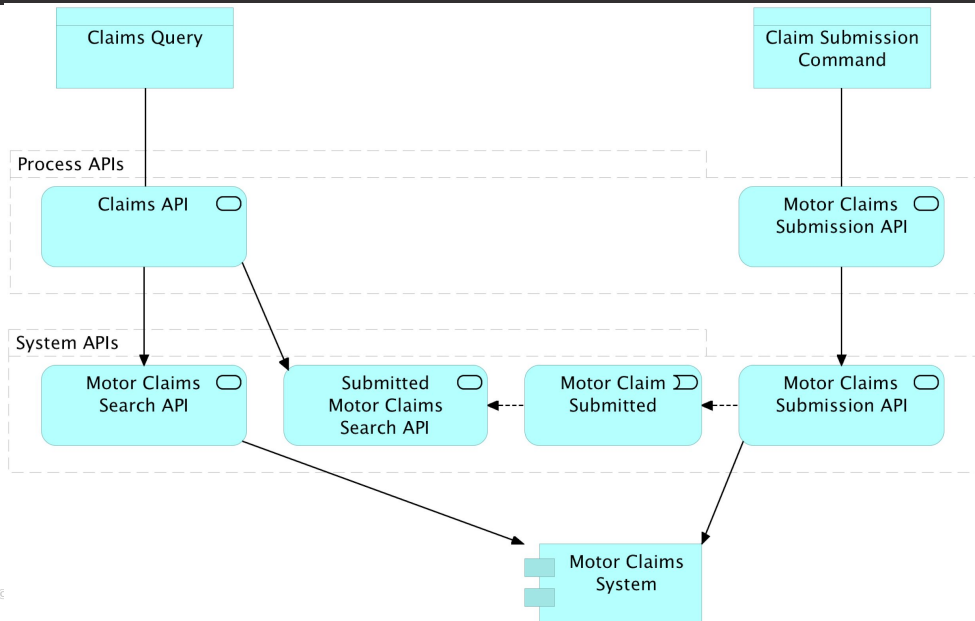 Claims Query
Claim Submission
Command
Process APIs
Claims API
Motor Claims
Submission API
System APIs
Motor Claims
Search API
Submitted
Motor Claims
Search API
Motor Claim
Submitted
Motor Claims
Submission API
Motor Claims
System